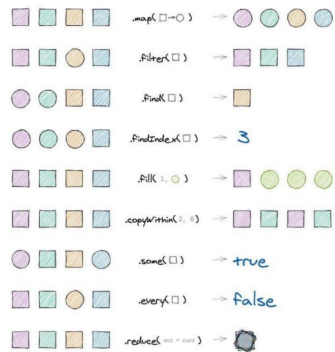 .map( □→○ ) → 
.filter( □ ) →
.find( □ ) →
.findIndex( □ ) → 3
.fill( 1, ○ ) →
.copyWithin( 2, 0 ) →
.some( □ ) → true
.every( □ ) → false
.reduce( acc + curr ) →